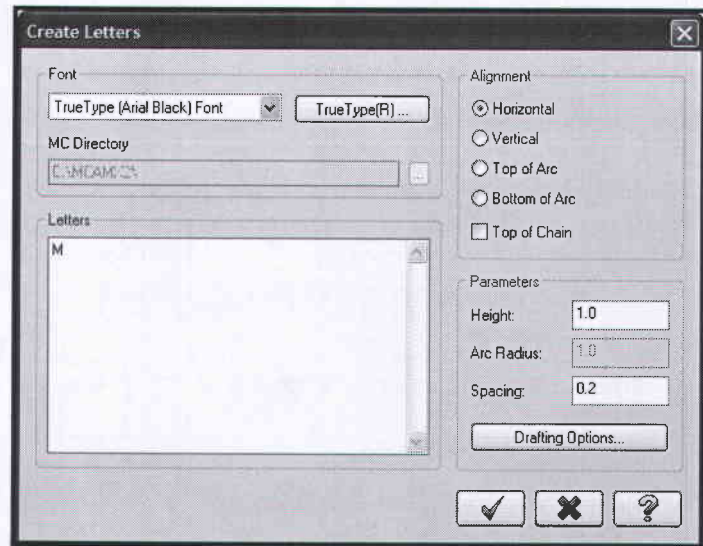 Create Letters
Font
TrueType (Arial Black) Font
TrueType(R) ...
MC Directory
C:\MCAMX2\
...
Letters
M
Alignment
Horizontal
Vertical
Top of Arc
Bottom of Arc
Top of Chain
Parameters
Height: 1.0
Arc Radius: 1.0
Spacing: 0.2
Drafting Options...
?